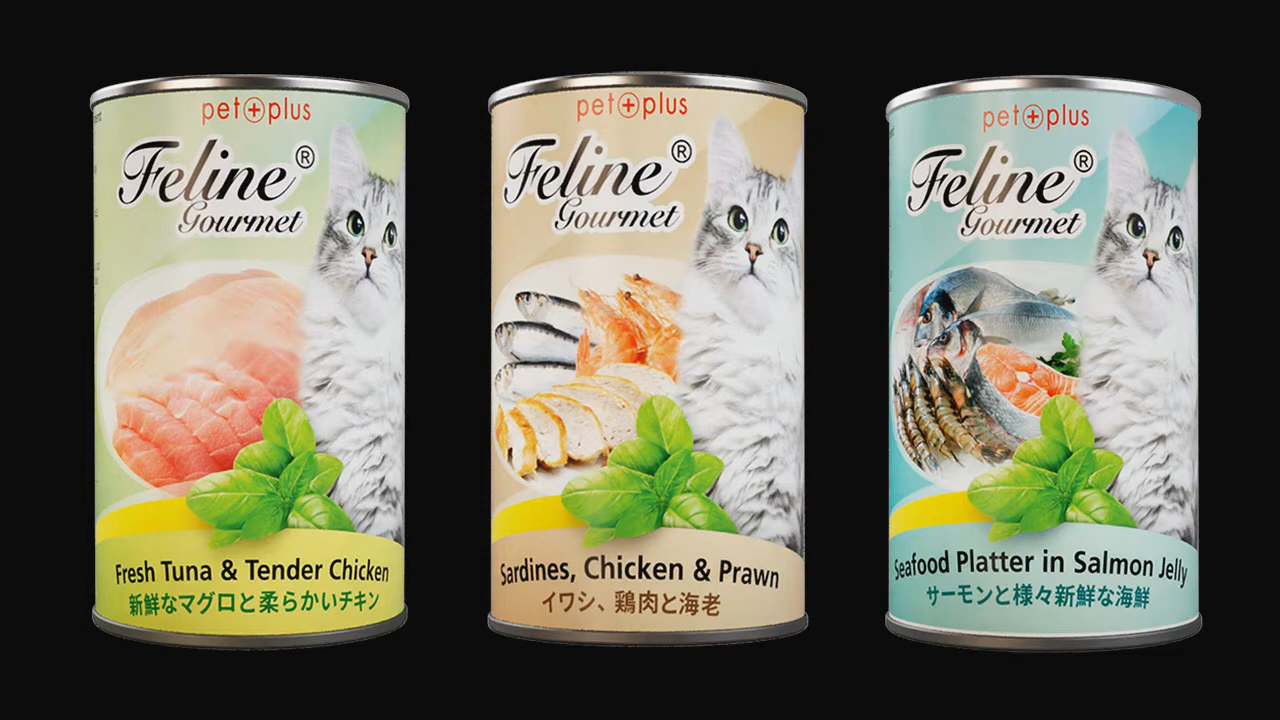 pet+plus
Feline®
Gourmet
Fresh Tuna & Tender Chicken
新鮮なマグロと柔らかいチキン
pet+plus
Feline®
Gourmet
Sardines, Chicken & Prawn
イワシ、鶏肉と海老
pet+plus
Feline®
Gourmet
Seafood Platter in Salmon Jelly
サーモンと様々新鮮な海鮮